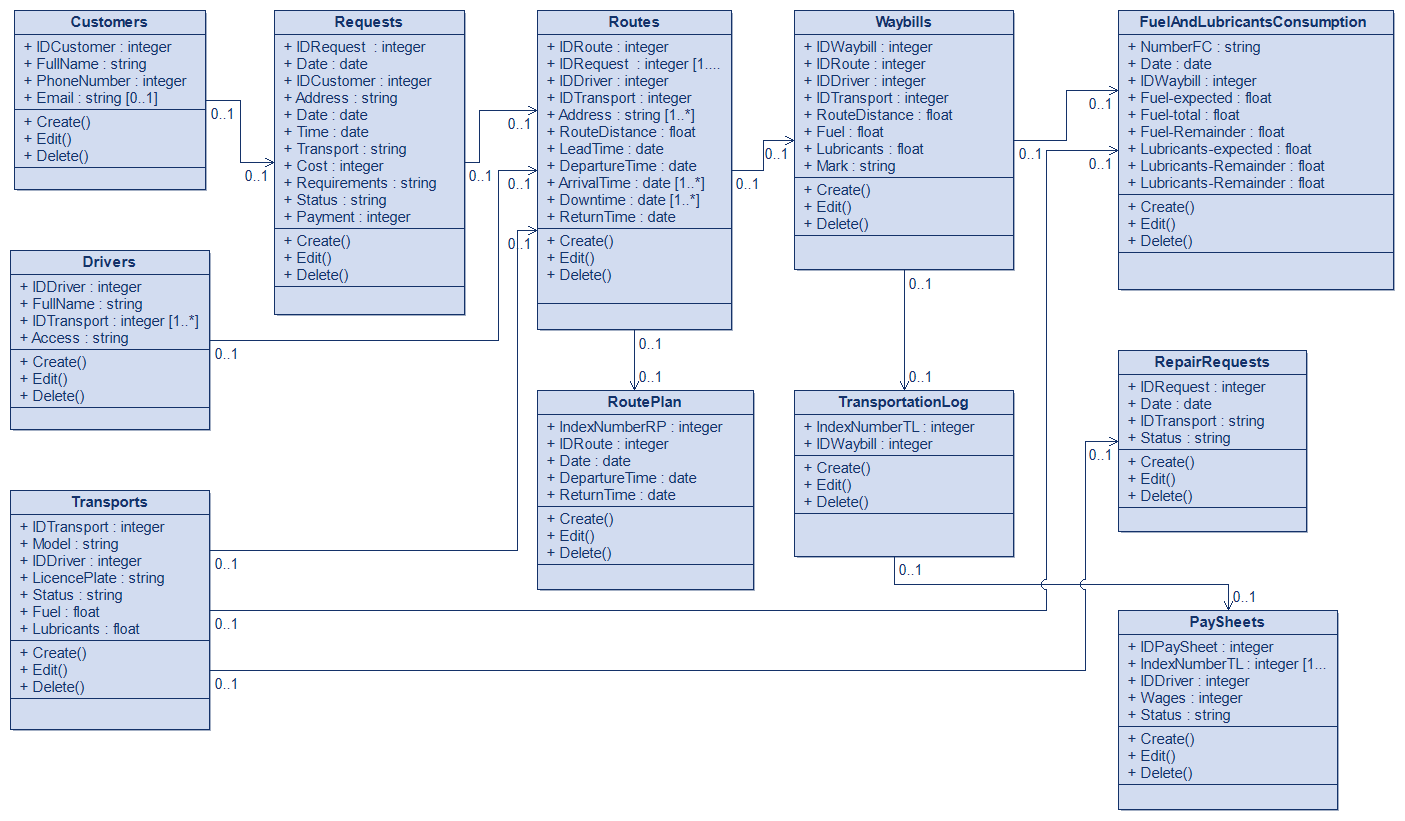 Customers
+ IDCustomer : integer
+ FullName : string
+ PhoneNumber : integer
+ Email : string [0..1]
+ Create()
+ Edit()
+ Delete()
0..1
0..1
Requests
+ IDRequest  : integer
+ Date : date
+ IDCustomer : integer
+ Address : string
+ Date : date
+ Time : date
+ Transport : string
+ Cost : integer
+ Requirements : string
+ Status : string
+ Payment : integer
+ Create()
+ Edit()
+ Delete()
0..1
0..1
0..1
0..1
Routes
+ IDRoute : integer
+ IDRequest  : integer [1....
+ IDDriver : integer
+ IDTransport : integer
+ Address : string [1..*]
+ RouteDistance : float
+ LeadTime : date
+ DepartureTime : date
+ ArrivalTime : date [1..*]
+ Downtime : date [1..*]
+ ReturnTime : date
+ Create()
+ Edit()
+ Delete()
0..1
0..1
0..1
0..1
Waybills
+ IDWaybill : integer
+ IDRoute : integer
+ IDDriver : integer
+ IDTransport : integer
+ RouteDistance : float
+ Fuel : float
+ Lubricants : float
+ Mark : string
+ Create()
+ Edit()
+ Delete()
0..1
0..1
0..1
0..1
0..1
FuelAndLubricantsConsumption
+ NumberFC : string
+ Date : date
+ IDWaybill : integer
+ Fuel-expected : float
+ Fuel-total : float
+ Fuel-Remainder : float
+ Lubricants-expected : float
+ Lubricants-Remainder : float
+ Lubricants-Remainder : float
+ Create()
+ Edit()
+ Delete()
Drivers
+ IDDriver : integer
+ FullName : string
+ IDTransport : integer [1..*]
+ Access : string
+ Create()
+ Edit()
+ Delete()
0..1
RoutePlan
+ IndexNumberRP : integer
+ IDRoute : integer
+ Date : date
+ DepartureTime : date
+ ReturnTime : date
+ Create()
+ Edit()
+ Delete()
TransportationLog
+ IndexNumberTL : integer
+ IDWaybill : integer
+ Create()
+ Edit()
+ Delete()
0..1
0..1
RepairRequests
+ IDRequest : integer
+ Date : date
+ IDTransport : string
+ Status : string
+ Create()
+ Edit()
+ Delete()
0..1
Transports
+ IDTransport : integer
+ Model : string
+ IDDriver : integer
+ LicencePlate : string
+ Status : string
+ Fuel : float
+ Lubricants : float
+ Create()
+ Edit()
+ Delete()
0..1
0..1
0..1
PaySheets
+ IDPaySheet : integer
+ IndexNumberTL : integer [1...
+ IDDriver : integer
+ Wages : integer
+ Status : string
+ Create()
+ Edit()
+ Delete()